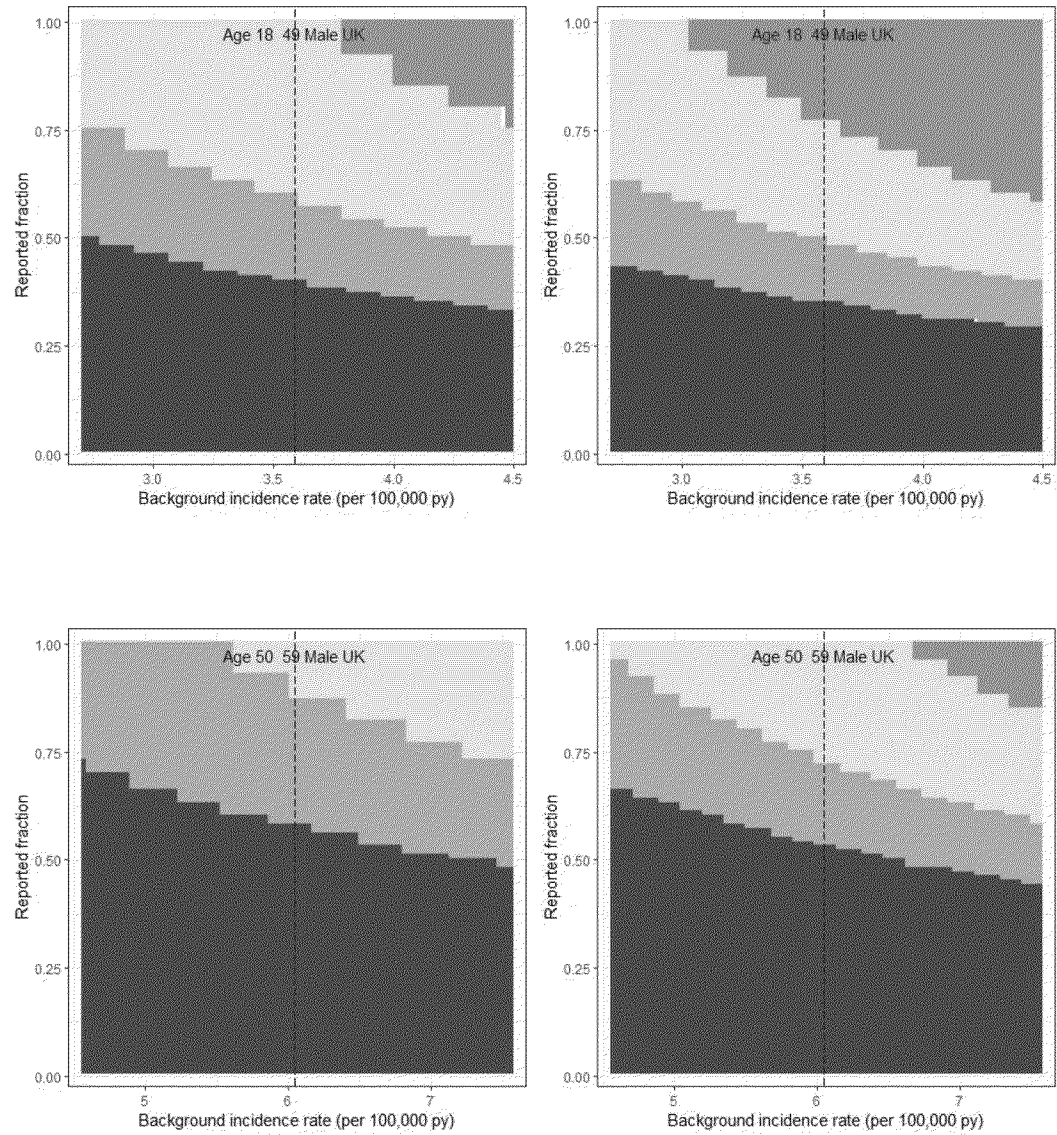 1.00
Age 18 49 Male UK
0.75
0.50
0.25
0.00
Reported fraction
3.0 3.5 4.0 4.5
Background incidence rate (per 100,000 py)
1.00
Age 18 49 Male UK
0.75
0.50
0.25
0.00
Reported fraction
3.0 3.5 4.0 4.5
Background incidence rate (per 100,000 py)
1.00
Age 50 59 Male UK
0.75
0.50
0.25
0.00
Reported fraction
5 6 7
Background incidence rate (per 100,000 py)
1.00
Age 50 59 Male UK
0.75
0.50
0.25
0.00
Reported fraction
5 6 7
Background incidence rate (per 100,000 py)